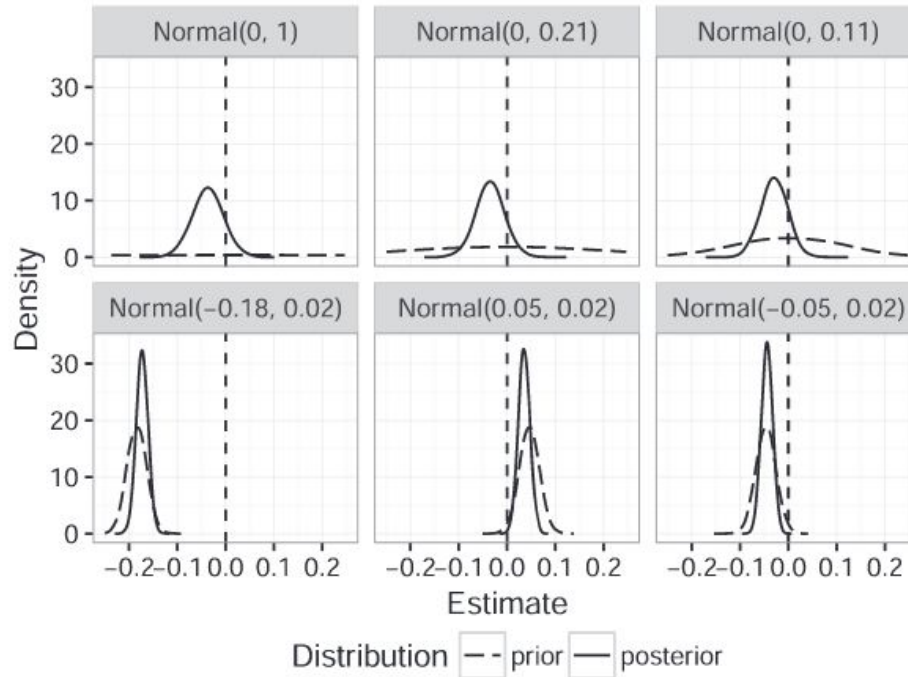 Normal(0, 1) Normal(0, 0.21) Normal(0, 0.11)
30
20
10
0
Normal(−0.18, 0.02) Normal(0.05, 0.02) Normal(−0.05, 0.02)
30
20
10
0
Density
−0.2−0.1 0.0 0.1 0.2 −0.2−0.1 0.0 0.1 0.2 −0.2−0.1 0.0 0.1 0.2
Estimate
Distribution prior posterior